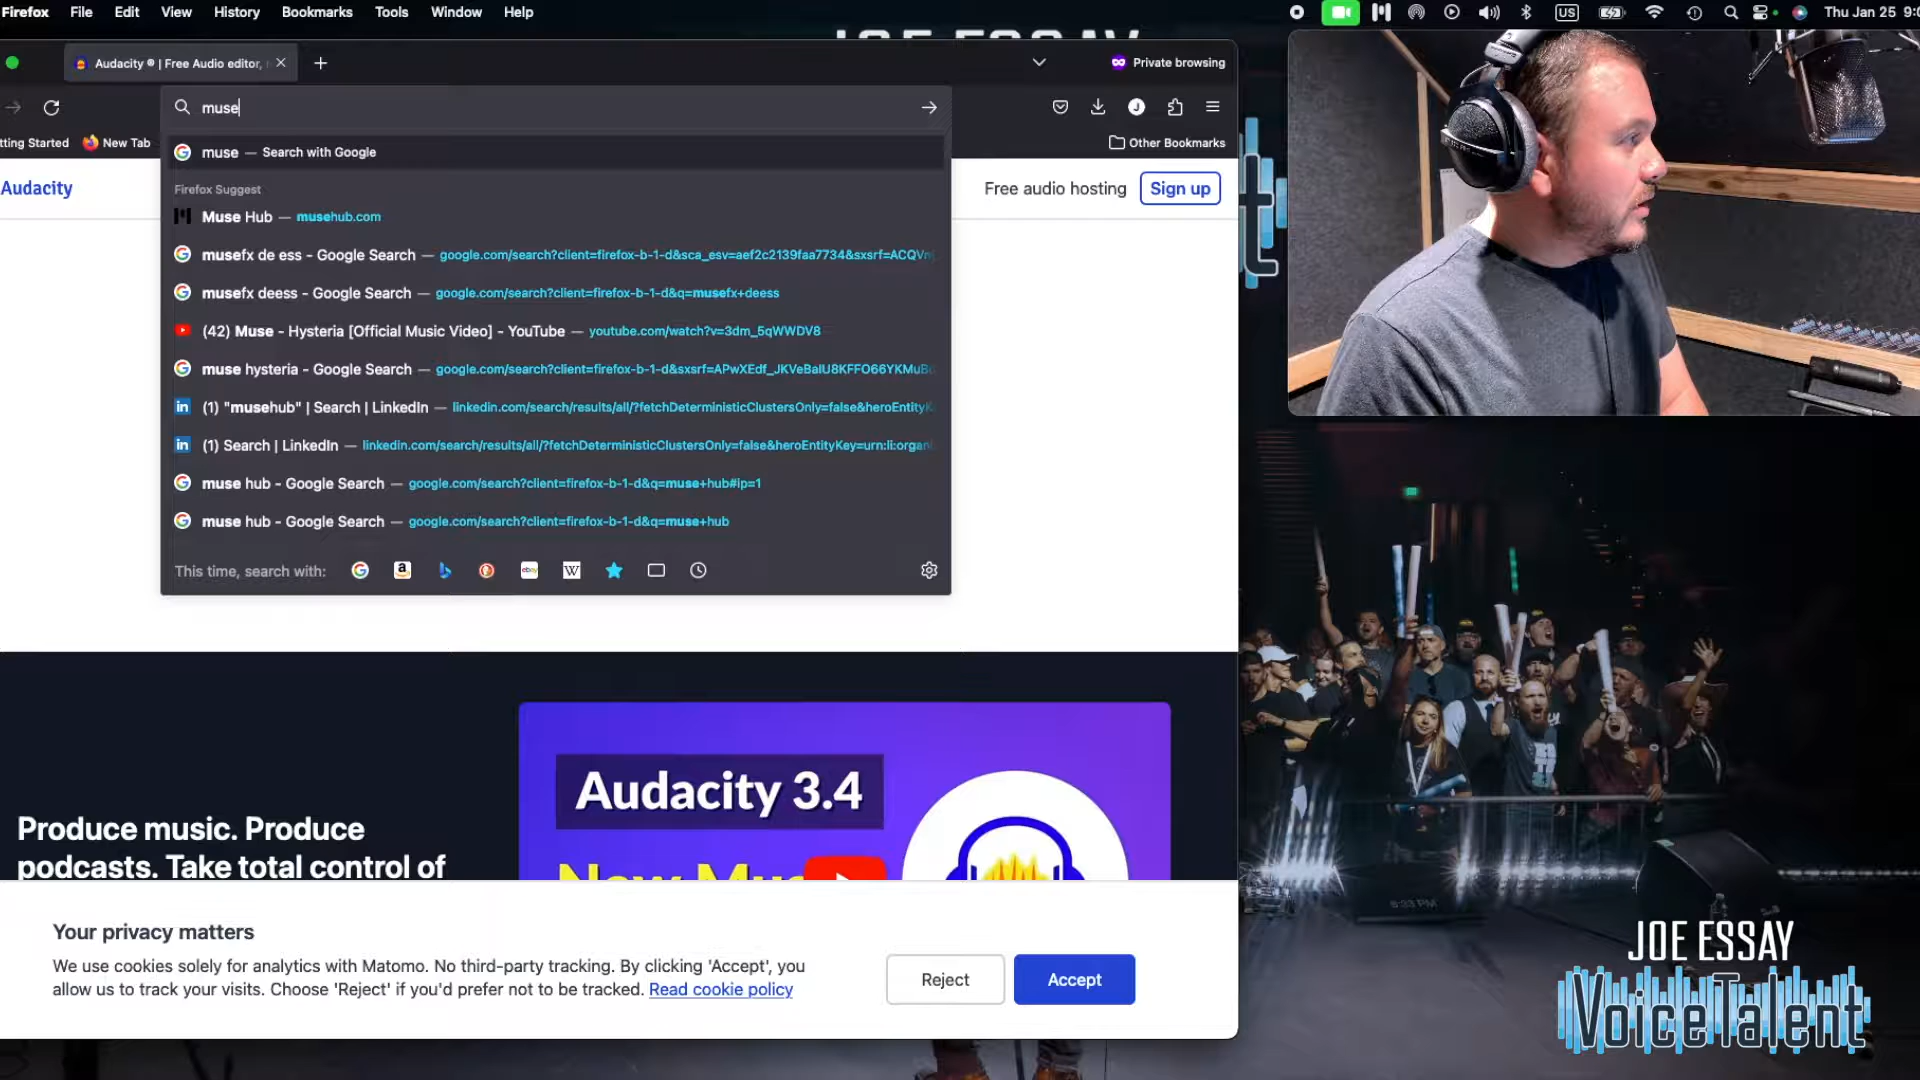 Firefox File Edit View History Bookmarks Tools Window Help
US
Thu Jan 25 9:0
Audacity ® | Free Audio editor,
Private browsing
muse
tting Started New Tab
Other Bookmarks
muse — Search with Google
Audacity
Free audio hosting Sign up
Firefox Suggest
Muse Hub — musehub.com
musefx de ess - Google Search — google.com/search?client=firefox-b-1-d&sca_esv=aef2c2139faa7734&sxsrf=ACQVn
musefx deess - Google Search — google.com/search?client=firefox-b-1-d&q=musefx+deess
(42) Muse - Hysteria [Official Music Video] - YouTube — youtube.com/watch?v=3dm_5qWWDV8
muse hysteria - Google Search — google.com/search?client=firefox-b-1-d&sxsrf=APwXEdf_JKVeBaIU8KFFO66YKMuB
(1) "musehub" | Search | LinkedIn — linkedin.com/search/results/all/?fetchDeterministicClustersOnly=false&heroEntityK
(1) Search | LinkedIn — linkedin.com/search/results/all/?fetchDeterministicClustersOnly=false&heroEntityKey=urn:li:organi
muse hub - Google Search — google.com/search?client=firefox-b-1-d&q=muse+hub#ip=1
muse hub - Google Search — google.com/search?client=firefox-b-1-d&q=muse+hub
This time, search with:
Audacity 3.4
New Mus
Produce music. Produce
podcasts. Take total control of
Your privacy matters
We use cookies solely for analytics with Matomo. No third-party tracking. By clicking 'Accept', you
allow us to track your visits. Choose 'Reject' if you'd prefer not to be tracked. Read cookie policy
Reject Accept
JOE ESSAY
VoiceTalent